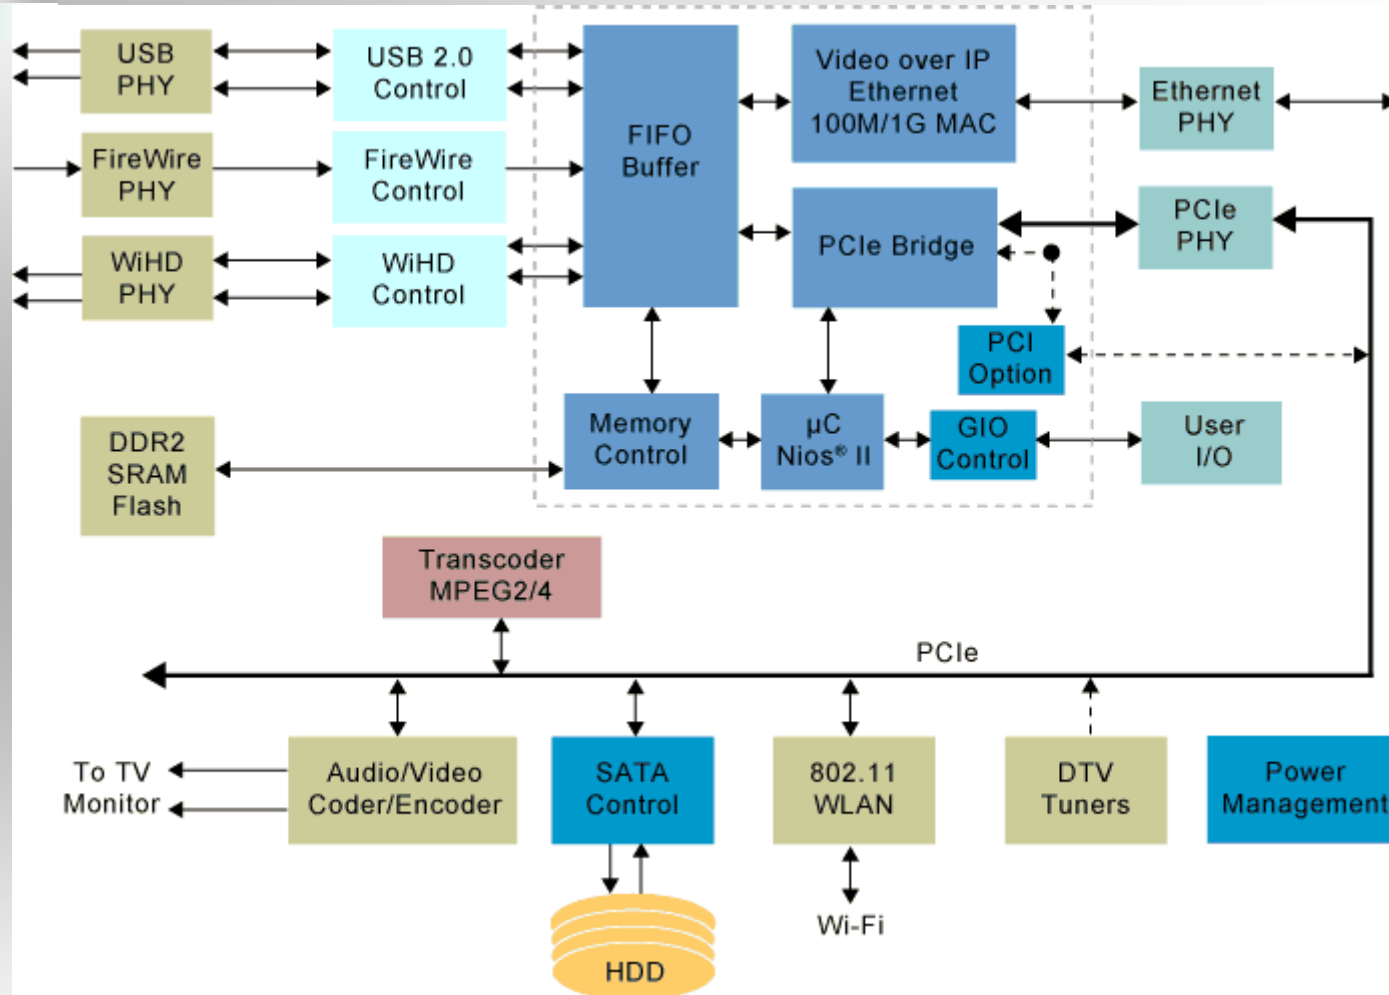 USB
PHY
USB 2.0
Control
FIFO
Buffer
Video over IP
Ethernet
100M/1G MAC
Ethernet
PHY
FireWire
PHY
FireWire
Control
WiHD
PHY
WiHD
Control
PCIe Bridge
PCIe
PHY
PCI
Option
DDR2
SRAM
Flash
Memory
Control
µC
Nios® II
GIO
Control
User
I/O
Transcoder
MPEG2/4
PCIe
To TV
Monitor
Audio/Video
Coder/Encoder
SATA
Control
802.11
WLAN
DTV
Tuners
Power
Management
HDD
Wi-Fi